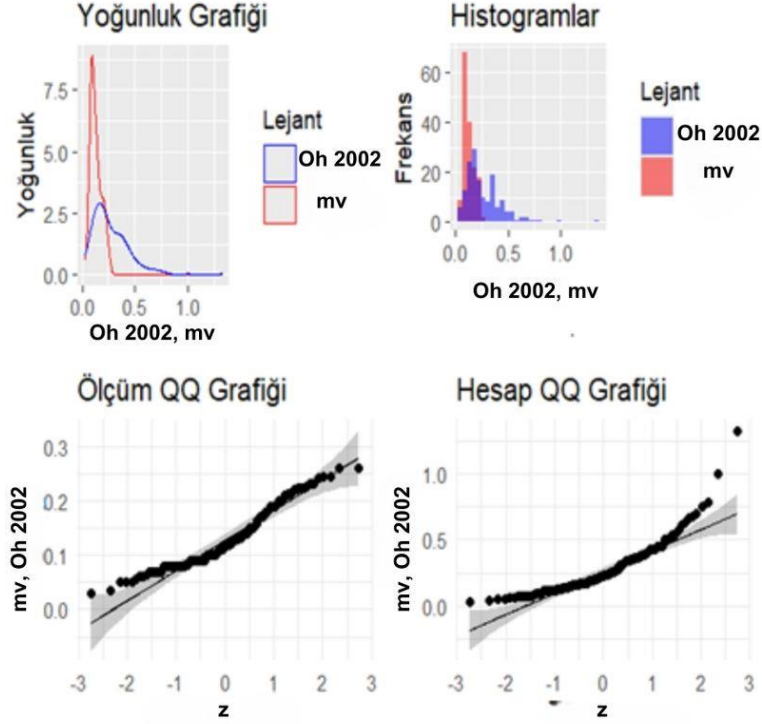 Yoğunluk Grafiği
7.5
5.0
2.5
0.0
Yoğunluk
0.0 0.5 1.0
Oh 2002, mv
Lejant
Oh 2002
mv
Histogramlar
60
40
20
0
Frekans
0.0 0.5 1.0
Oh 2002, mv
Lejant
Oh 2002
mv
Ölçüm QQ Grafiği
0.3
0.2
0.1
0.0
mv, Oh 2002
-3 -2 -1 0 1 2 3
z
Hesap QQ Grafiği
1.0
0.5
0.0
mv, Oh 2002
-3 -2 -1 0 1 2 3
z